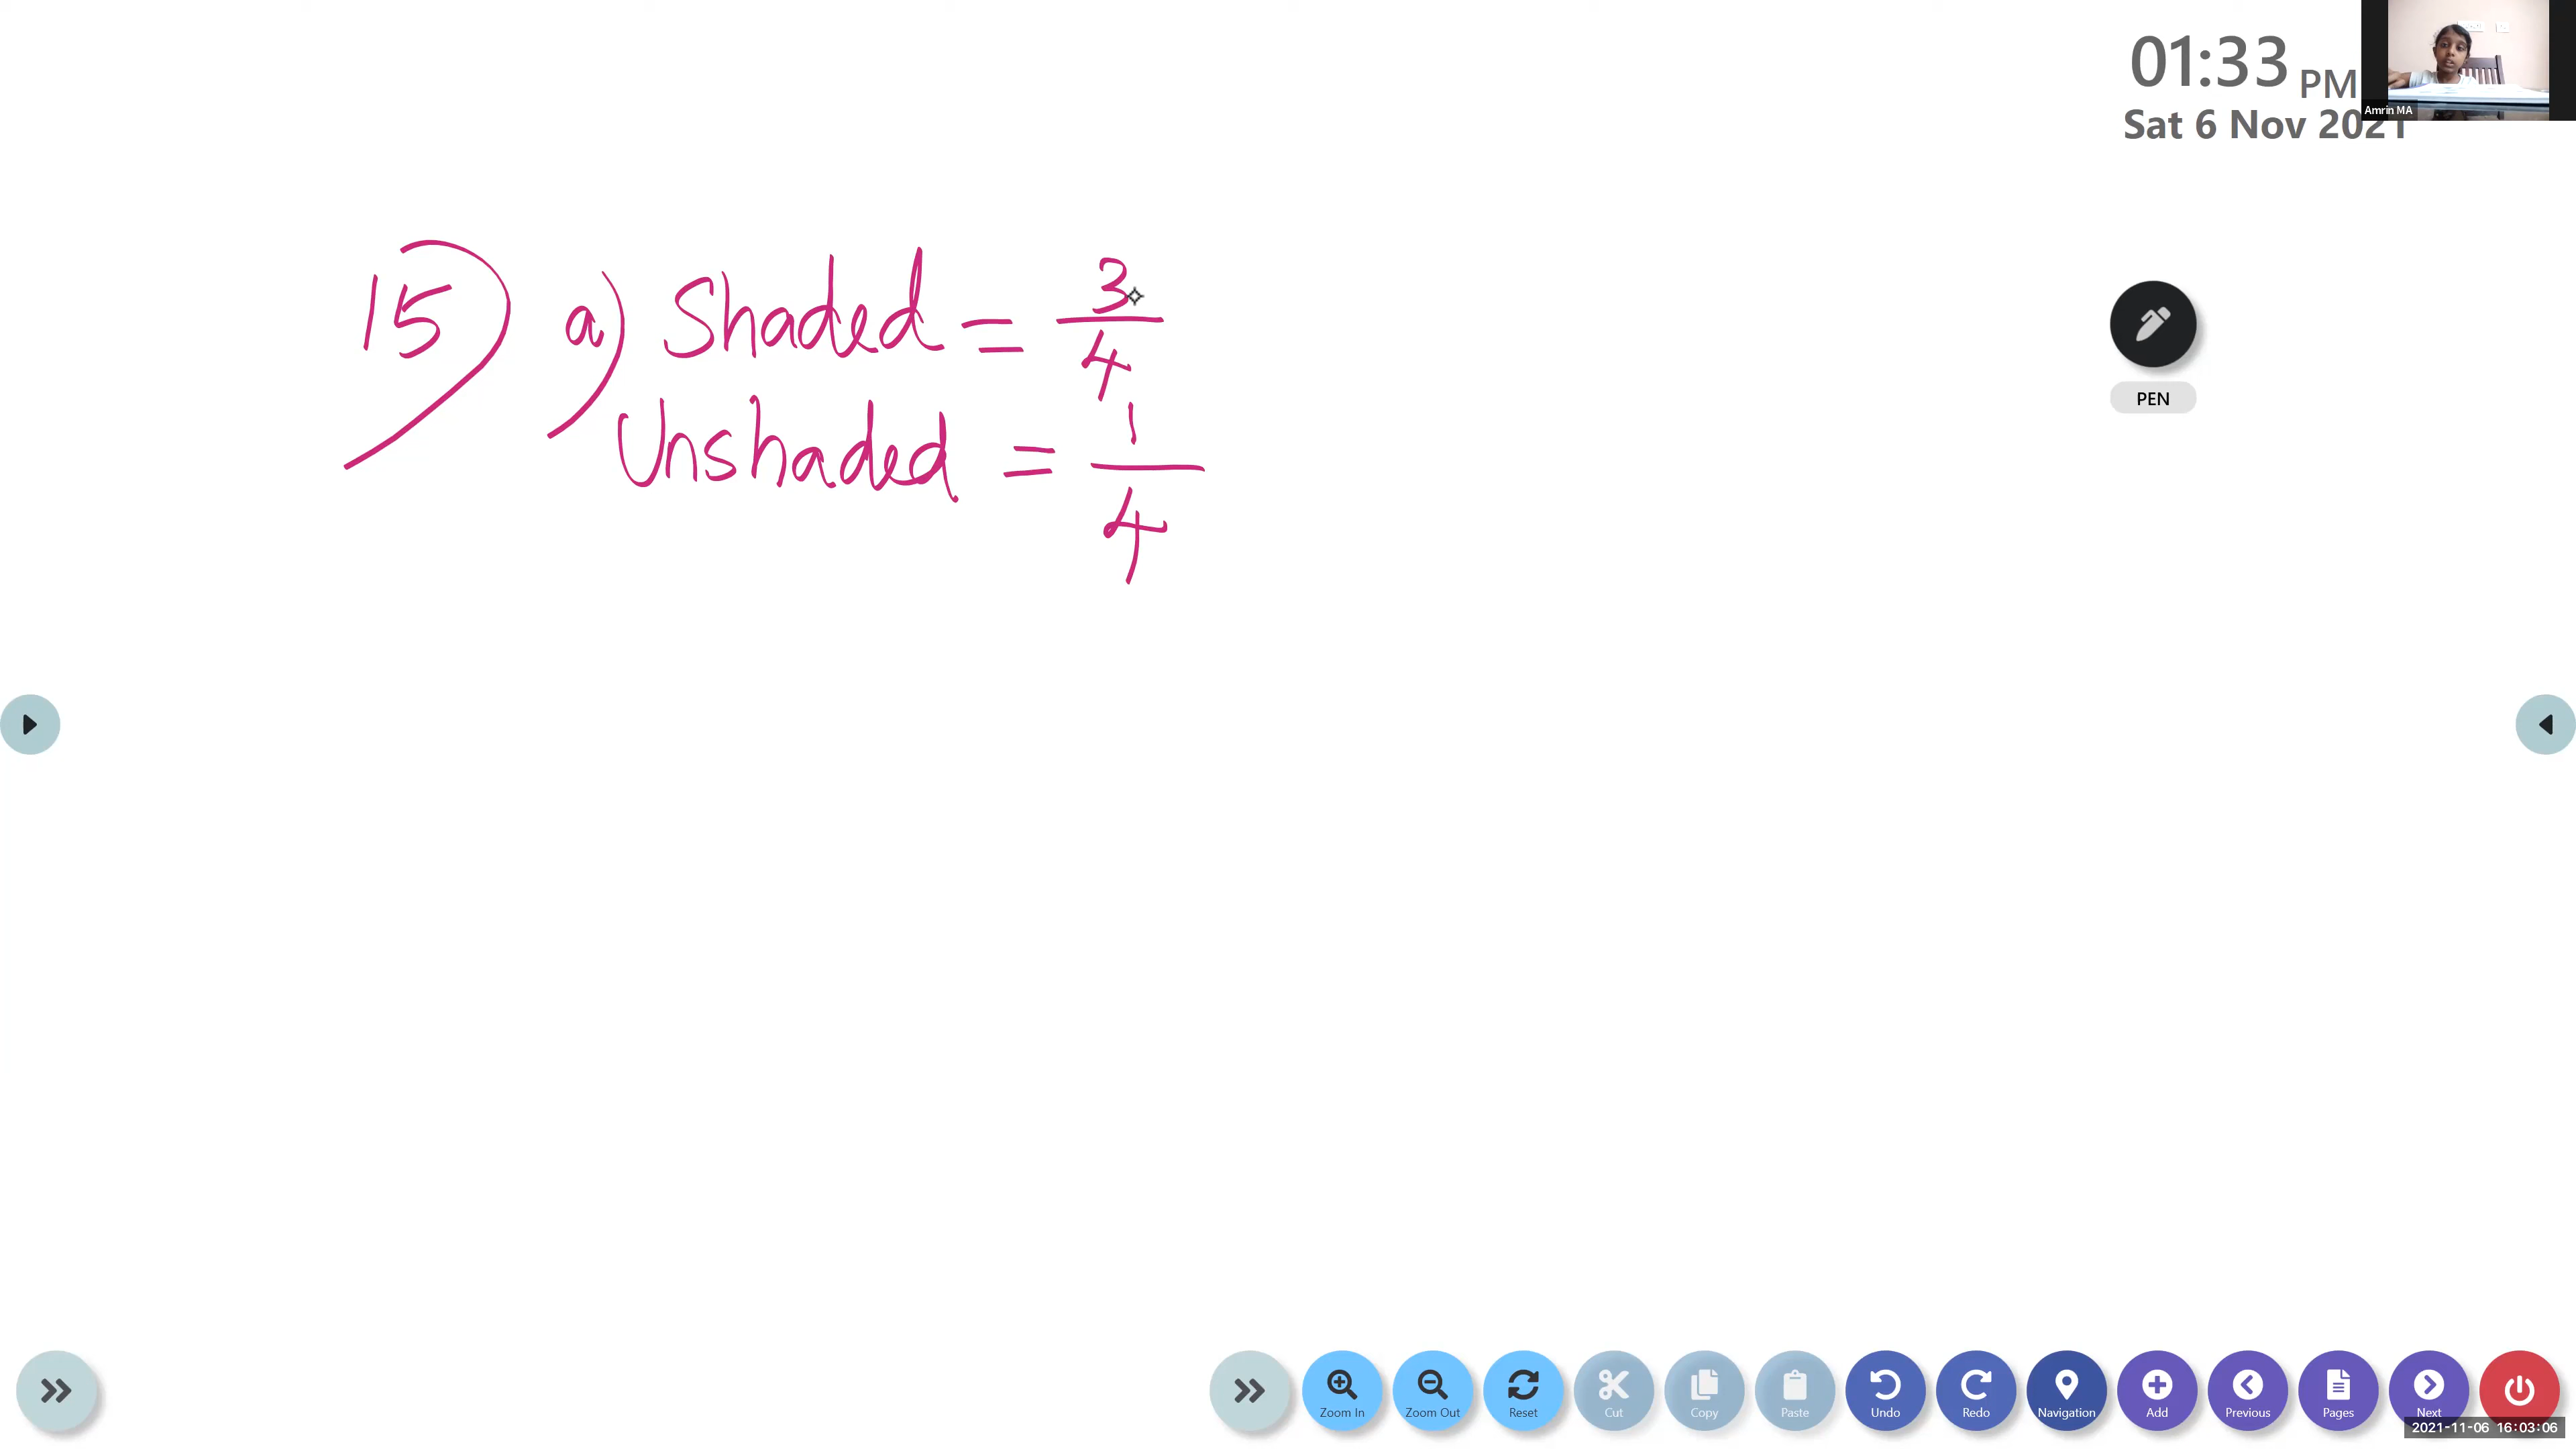 01:33 PM
Sat 6 Nov 2021
Amrin MA
15) a) Shaded = 3/4
Unshaded = 1/4
PEN
Zoom In
Zoom Out
Reset
Cut
Copy
Paste
Undo
Redo
Navigation
Add
Previous
Pages
Next
2021-11-06 16:03:06